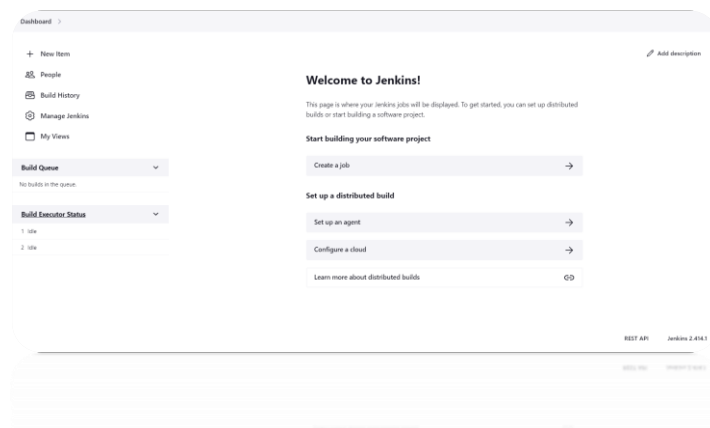 Dashboard >
New Item
People
Build History
Manage Jenkins
My Views
Build Queue
No builds in the queue.
Build Executor Status
1 Idle
2 Idle
Add description
Welcome to Jenkins!
This page is where your Jenkins jobs will be displayed. To get started, you can set up distributed
builds or start building a software project.
Start building your software project
Create a job
Set up a distributed build
Set up an agent
Configure a cloud
Learn more about distributed builds
REST API
Jenkins 2.414.1